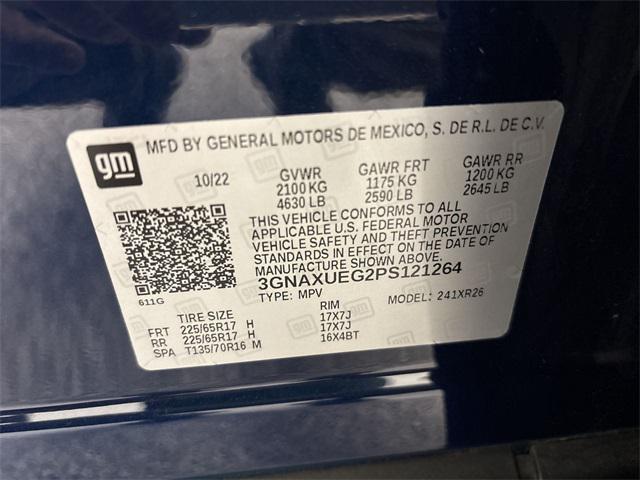 gm
MFD BY GENERAL MOTORS DE MEXICO, S. DE R.L. DE C.V.
10/22 GVWR GAWR FRT GAWR RR
2100 KG 1175 KG 1200 KG
4630 LB 2590 LB 2645 LB
THIS VEHICLE CONFORMS TO ALL
APPLICABLE U.S. FEDERAL MOTOR
VEHICLE SAFETY AND THEFT PREVENTION
STANDARDS IN EFFECT ON THE DATE OF
MANUFACTURE SHOWN ABOVE.
3GNAXUEG2PS121264
611G TYPE: MPV MODEL: 241XR26
TIRE SIZE RIM
FRT 225/65R17 H 17X7J
RR 225/65R17 H 17X7J
SPA T135/70R16 M 16X4BT